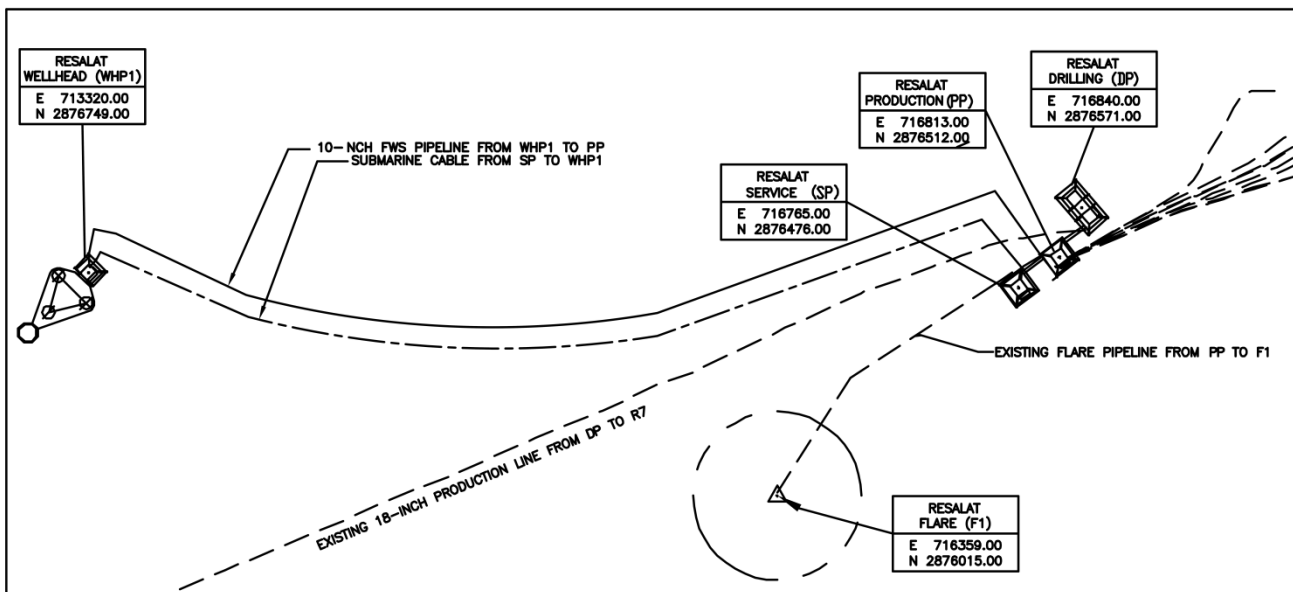 RESALAT
WELLHEAD (WHP1)
E 713320.00
N 2876749.00
10-NCH FWS PIPELINE FROM WHP1 TO PP
SUBMARINE CABLE FROM SP TO WHP1
RESALAT
PRODUCTION (PP)
E 716813.00
N 2876512.00
RESALAT
DRILLING (DP)
E 716840.00
N 2876571.00
RESALAT
SERVICE (SP)
E 716765.00
N 2876476.00
EXISTING FLARE PIPELINE FROM PP TO F1
EXISTING 18-INCH PRODUCTION LINE FROM DP TO R7
RESALAT
FLARE (F1)
E 716359.00
N 2876015.00